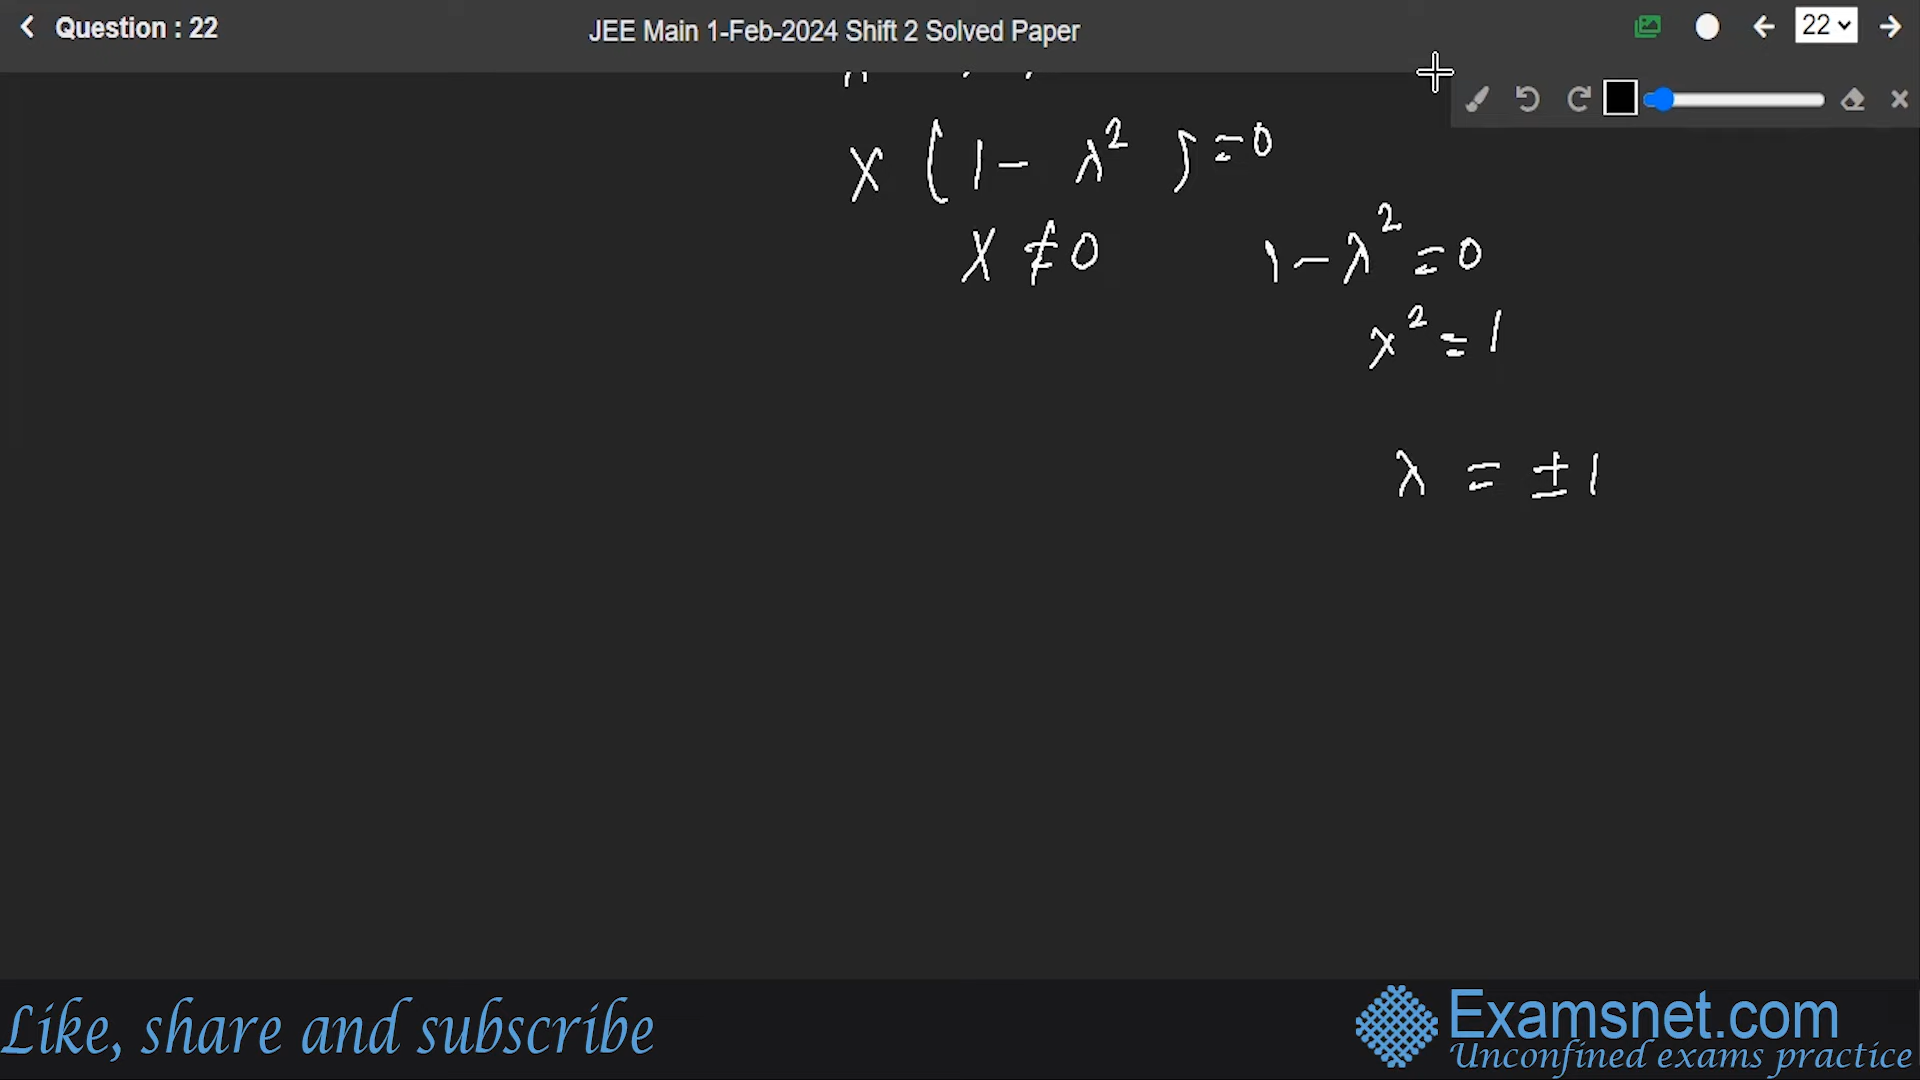 Question : 22
JEE Main 1-Feb-2024 Shift 2 Solved Paper
22
x (1 - λ² ) = 0
x ≠ 0 1 - λ² = 0
λ² = 1
λ = ± 1
Like, share and subscribe
Examsnet.com
Unconfined exams practice